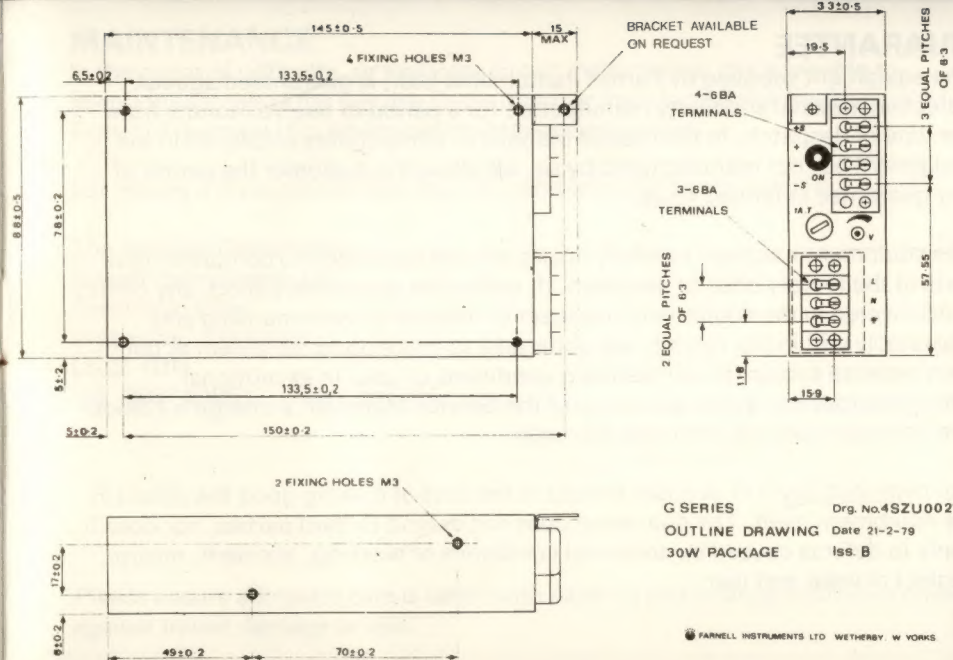 145±0·5
15
MAX
BRACKET AVAILABLE
ON REQUEST
4 FIXING HOLES M3
6,5±0,2
133,5±0,2
88±0·5
78±0·2
5±0·2
133,5±0,2
5±0·2
150±0·2
33±0·5
19·5
4-6BA
TERMINALS
3 EQUAL PITCHES
OF 8·3
+S
+
ON
-S
1A T
V
3-6BA
TERMINALS
2 EQUAL PITCHES
OF 6·3
N
57·55
11·8
15·9
2 FIXING HOLES M3
17±0·2
8±0·2
49±0·2
70±0·2
G SERIES
OUTLINE DRAWING
30W PACKAGE
Drg. No. 4SZU002
Date 21-2-79
Iss. B
FARNELL INSTRUMENTS LTD WETHERBY. W YORKS.